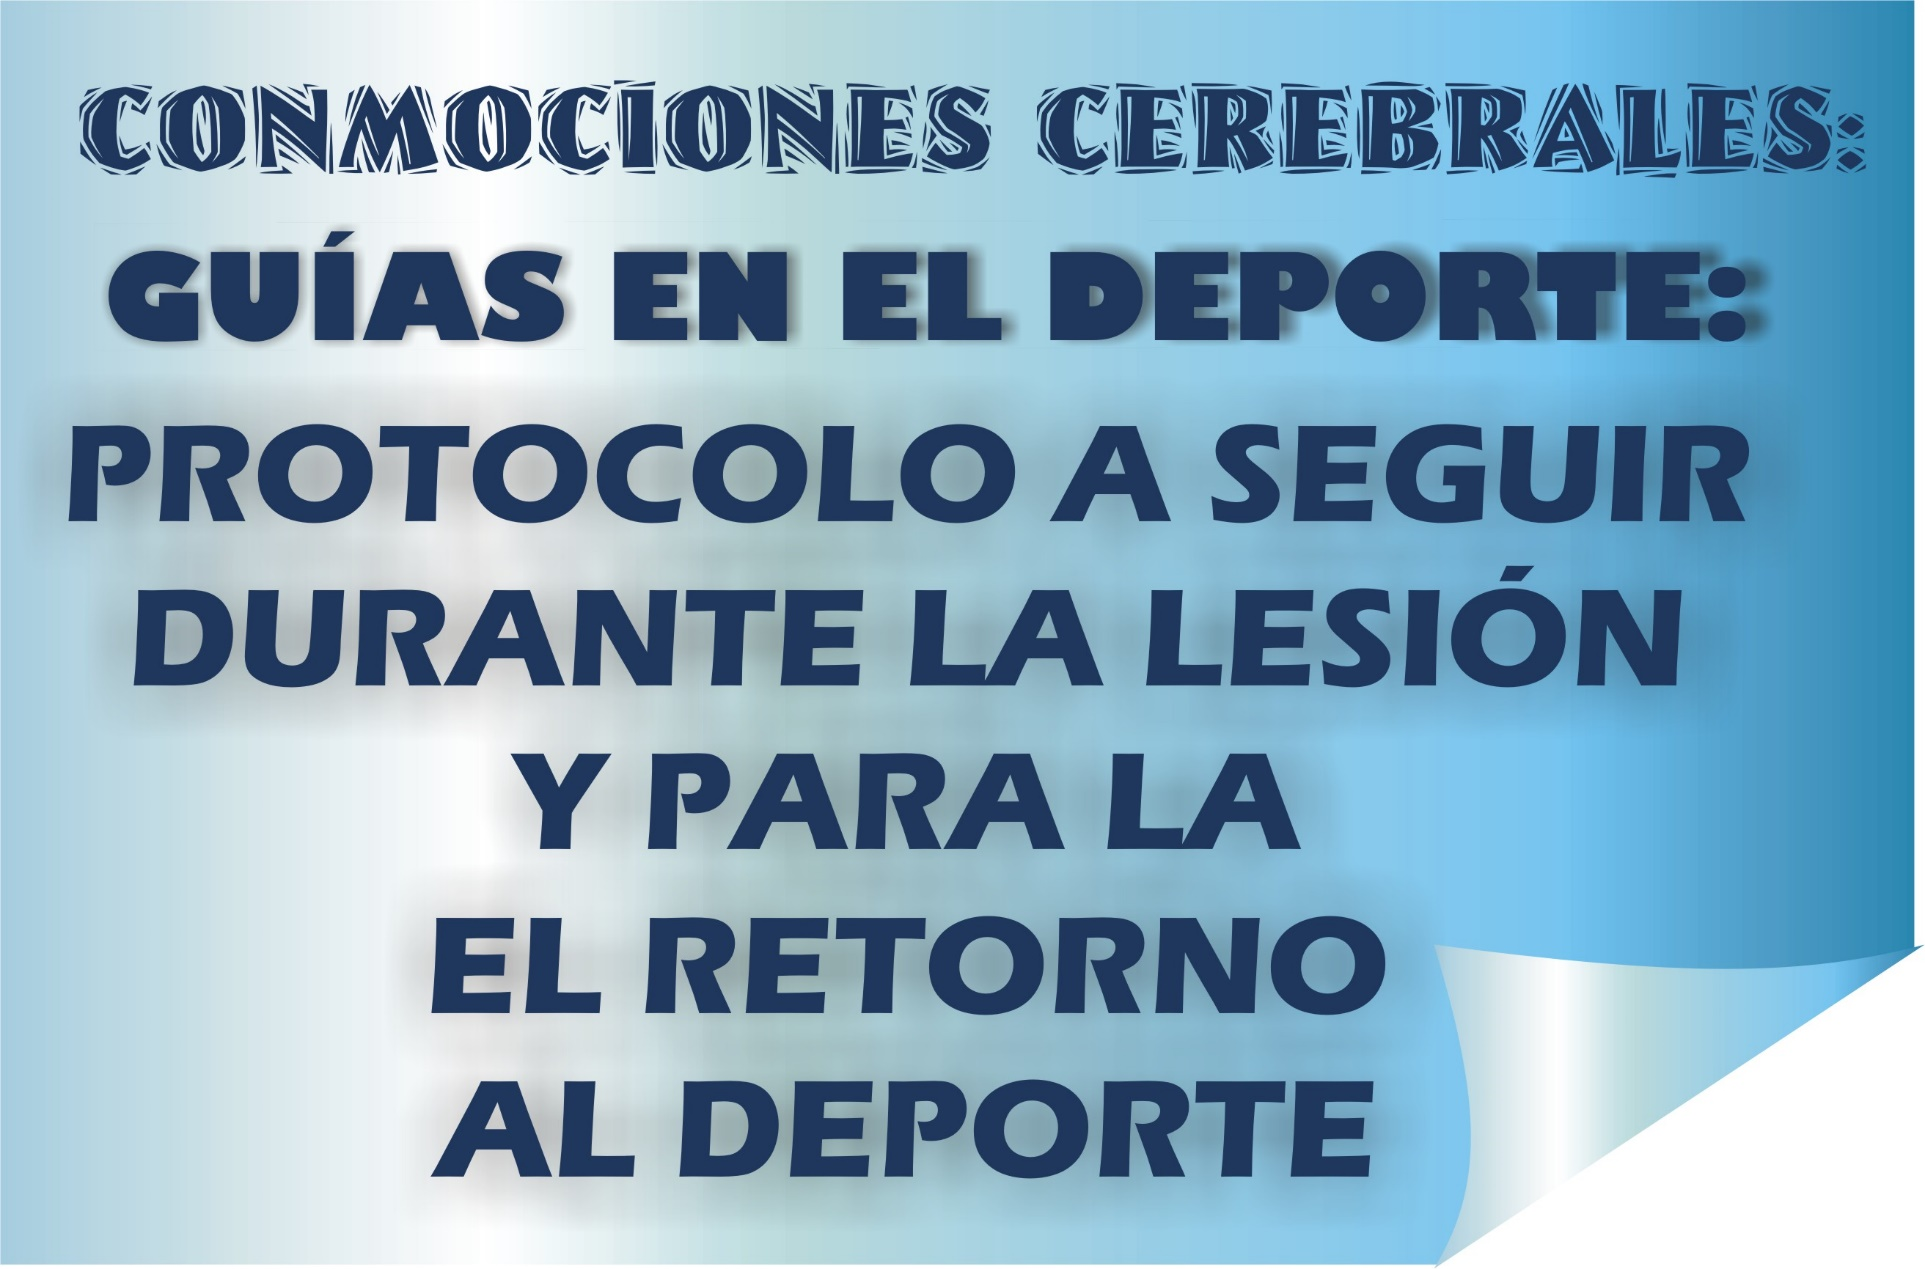 CONMOCIONES CEREBRALES:
GUÍAS EN EL DEPORTE:
PROTOCOLO A SEGUIR
DURANTE LA LESIÓN
Y PARA LA
EL RETORNO
AL DEPORTE